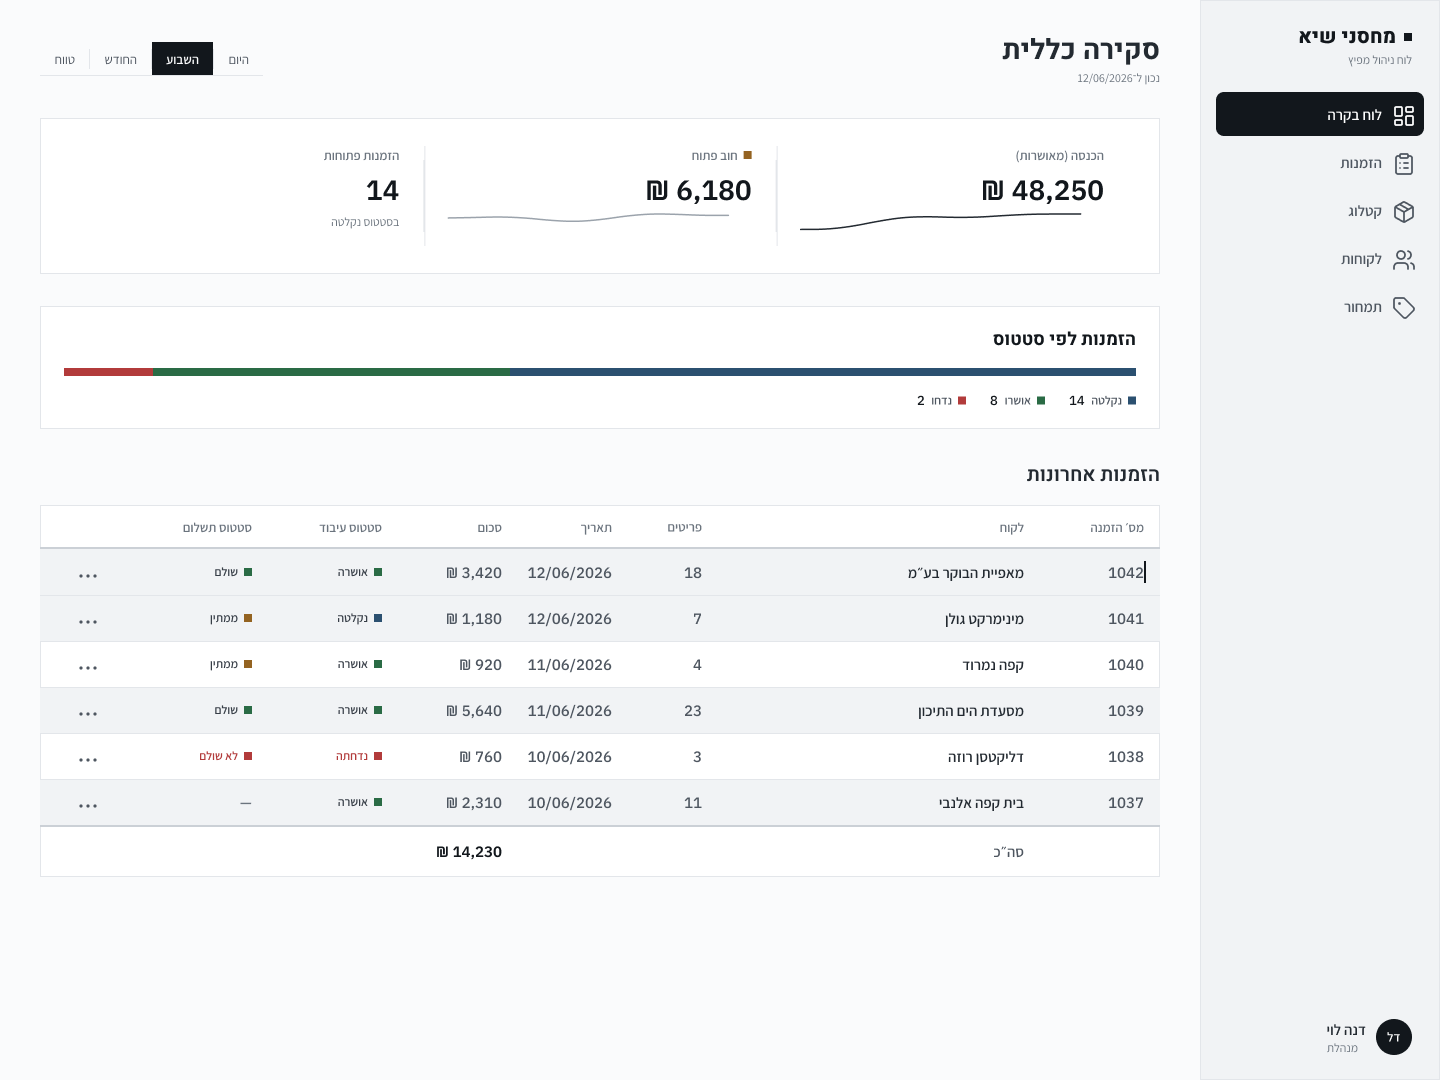 מחסני שיא
לוח ניהול מפיץ
לוח בקרה
הזמנות
קטלוג
לקוחות
תמחור
דל
דנה לוי
מנהלת
סקירה כללית
נכון ל־12/06/2026
היום
השבוע
החודש
טווח
הכנסה (מאושרות)
48,250 ₪
חוב פתוח
6,180 ₪
הזמנות פתוחות
14
בסטטוס נקלטה
הזמנות לפי סטטוס
נקלטה 14 אושרו 8 נדחו 2
הזמנות אחרונות
מס׳ הזמנה לקוח פריטים תאריך סכום סטטוס עיבוד סטטוס תשלום
1042 מאפיית הבוקר בע״מ 18 12/06/2026 3,420 ₪ אושרה שולם
1041 מינימרקט גולן 7 12/06/2026 1,180 ₪ נקלטה ממתין
1040 קפה נמרוד 4 11/06/2026 920 ₪ אושרה ממתין
1039 מסעדת הים התיכון 23 11/06/2026 5,640 ₪ אושרה שולם
1038 דליקטסן רוזה 3 10/06/2026 760 ₪ נדחתה לא שולם
1037 בית קפה אלנבי 11 10/06/2026 2,310 ₪ אושרה —
סה״כ 14,230 ₪